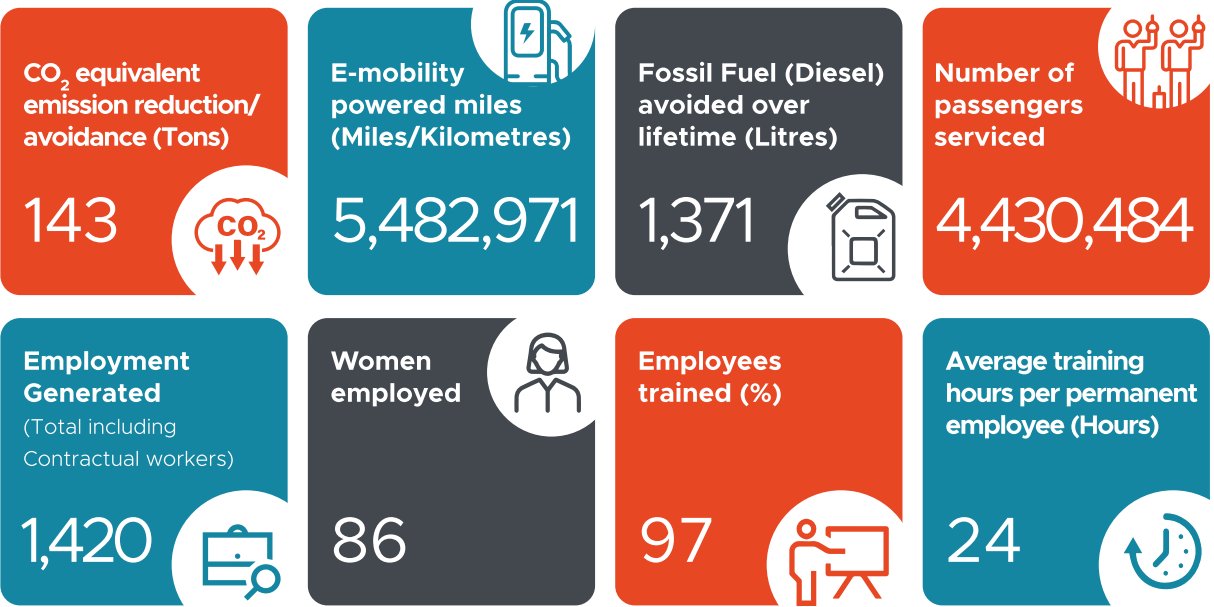 CO₂ equivalent
emission reduction/
avoidance (Tons)
143
CO₂
E-mobility
powered miles
(Miles/Kilometres)
5,482,971
Fossil Fuel (Diesel)
avoided over
lifetime (Litres)
1,371
Number of
passengers
serviced
4,430,484
Employment
Generated
(Total including
Contractual workers)
1,420
Women
employed
86
Employees
trained (%)
97
Average training
hours per permanent
employee (Hours)
24